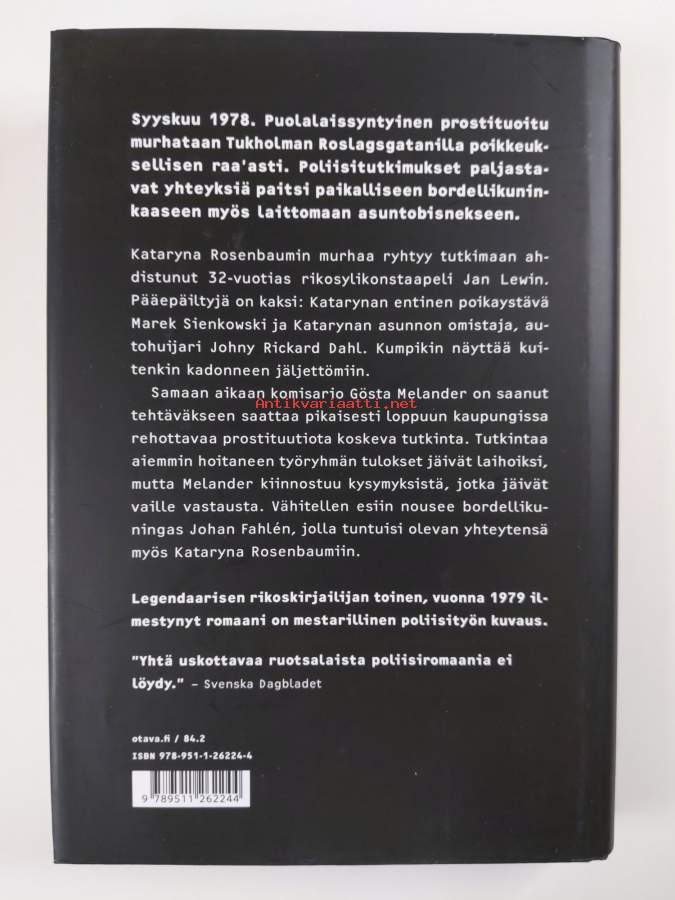 Syyskuu 1978. Puolalaissyntyinen prostituoitu
murhataan Tukholman Roslagsgatanilla poikkeuk-
sellisen raa'asti. Poliisitutkimukset paljasta-
vat yhteyksiä paitsi paikalliseen bordellikunin-
kaaseen myös laittomaan asuntobisnekseen.
Kataryna Rosenbaumin murhaa ryhtyy tutkimaan ah-
distunut 32-vuotias rikosylikonstaapeli Jan Lewin.
Pääepäiltyjä on kaksi: Katarynan entinen poikaystävä
Marek Sienkowski ja Katarynan asunnon omistaja, au-
tohuijari Johny Rickard Dahl. Kumpikin näyttää kui-
tenkin kadonneen jäljettömiin.
Samaan aikaan komisario Gösta Melander on saanut
Antikvariaatti.net
tehtäväkseen saattaa pikaisesti loppuun kaupungissa
rehottavaa prostituutiota koskeva tutkinta. Tutkintaa
aiemmin hoitaneen työryhmän tulokset jäivät laihoiksi,
mutta Melander kiinnostuu kysymyksistä, jotka jäivät
vaille vastausta. Vähitellen esiin nousee bordelliku-
ningas Johan Fahlén, jolla tuntuisi olevan yhteytensä
myös Kataryna Rosenbaumiin.
Legendaarisen rikoskirjailijan toinen, vuonna 1979 il-
mestynyt romaani on mestarillinen poliisityön kuvaus.
"Yhtä uskottavaa ruotsalaista poliisiromaania ei
löydy." – Svenska Dagbladet
otava.fi / 84.2
ISBN 978-951-1-26224-4
9 789511 262244